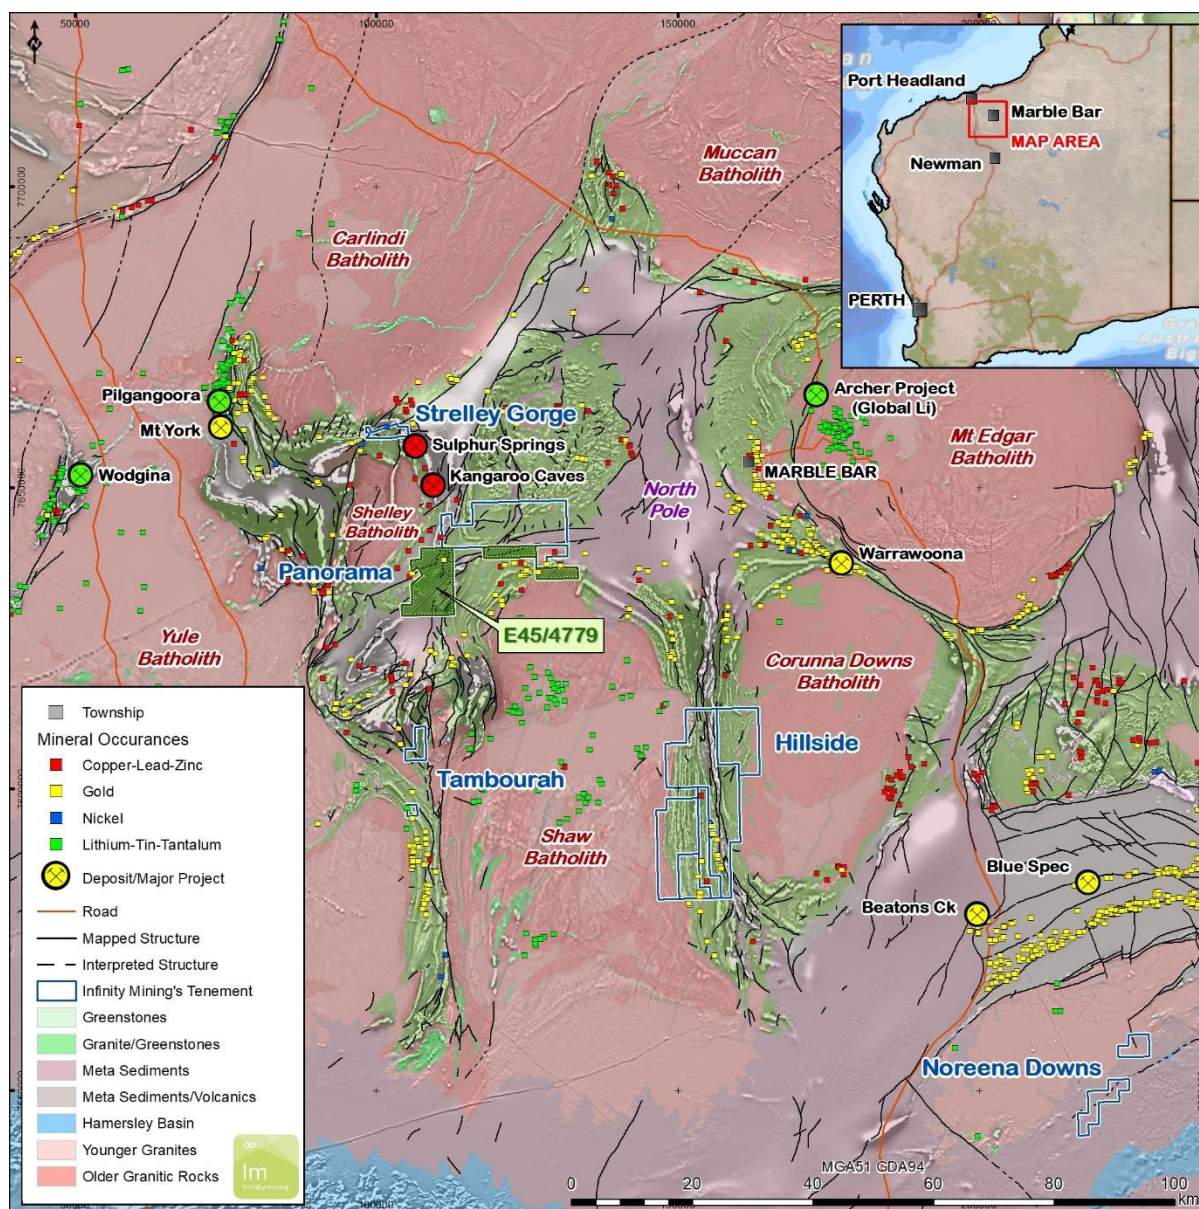 50000
100000
150000
N
7700000
Port Headland
Marble Bar
MAP AREA
Newman
PERTH
Muccan
Batholith
Carlindi
Batholith
Pilgangoora
Mt York
Wodgina
Strelley Gorge
Sulphur Springs
Kangaroo Caves
Shelley
Batholith
Archer Project
(Global Li)
Mt Edgar
Batholith
MARBLE BAR
North
Pole
Warrawoona
Panorama
E45/4779
Yule
Batholith
Corunna Downs
Batholith
Hillside
Tambourah
Shaw
Batholith
Blue Spec
Beatons Ck
Noreena Downs
Township
Mineral Occurances
Copper-Lead-Zinc
Gold
Nickel
Lithium-Tin-Tantalum
Deposit/Major Project
Road
Mapped Structure
Interpreted Structure
Infinity Mining's Tenement
Greenstones
Granite/Greenstones
Meta Sediments
Meta Sediments/Volcanics
Hamersley Basin
Younger Granites
Older Granitic Rocks
Im
Infinity mining
MGA51 GDA94
0 20 40 60 80 100
km